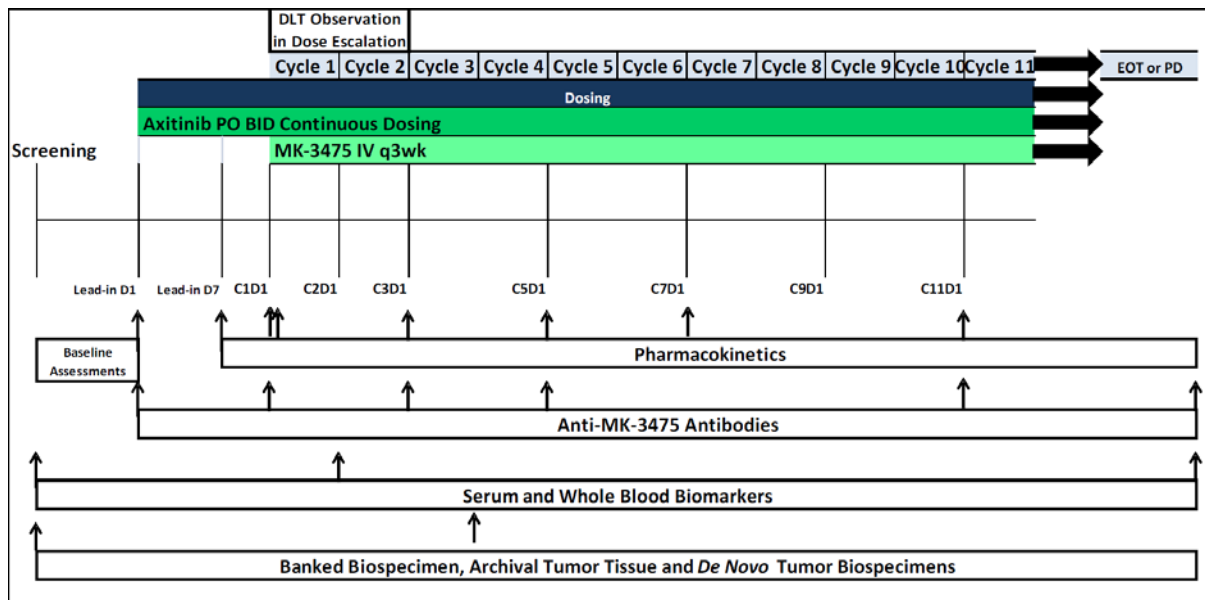 DLT Observation
in Dose Escalation
Cycle 1 Cycle 2 Cycle 3 Cycle 4 Cycle 5 Cycle 6 Cycle 7 Cycle 8 Cycle 9 Cycle 10 Cycle 11 EOT or PD
Dosing
Axitinib PO BID Continuous Dosing
Screening
MK-3475 IV q3wk
Lead-in D1 Lead-in D7 C1D1 C2D1 C3D1 C5D1 C7D1 C9D1 C11D1
Baseline
Assessments
Pharmacokinetics
Anti-MK-3475 Antibodies
Serum and Whole Blood Biomarkers
Banked Biospecimen, Archival Tumor Tissue and De Novo Tumor Biospecimens